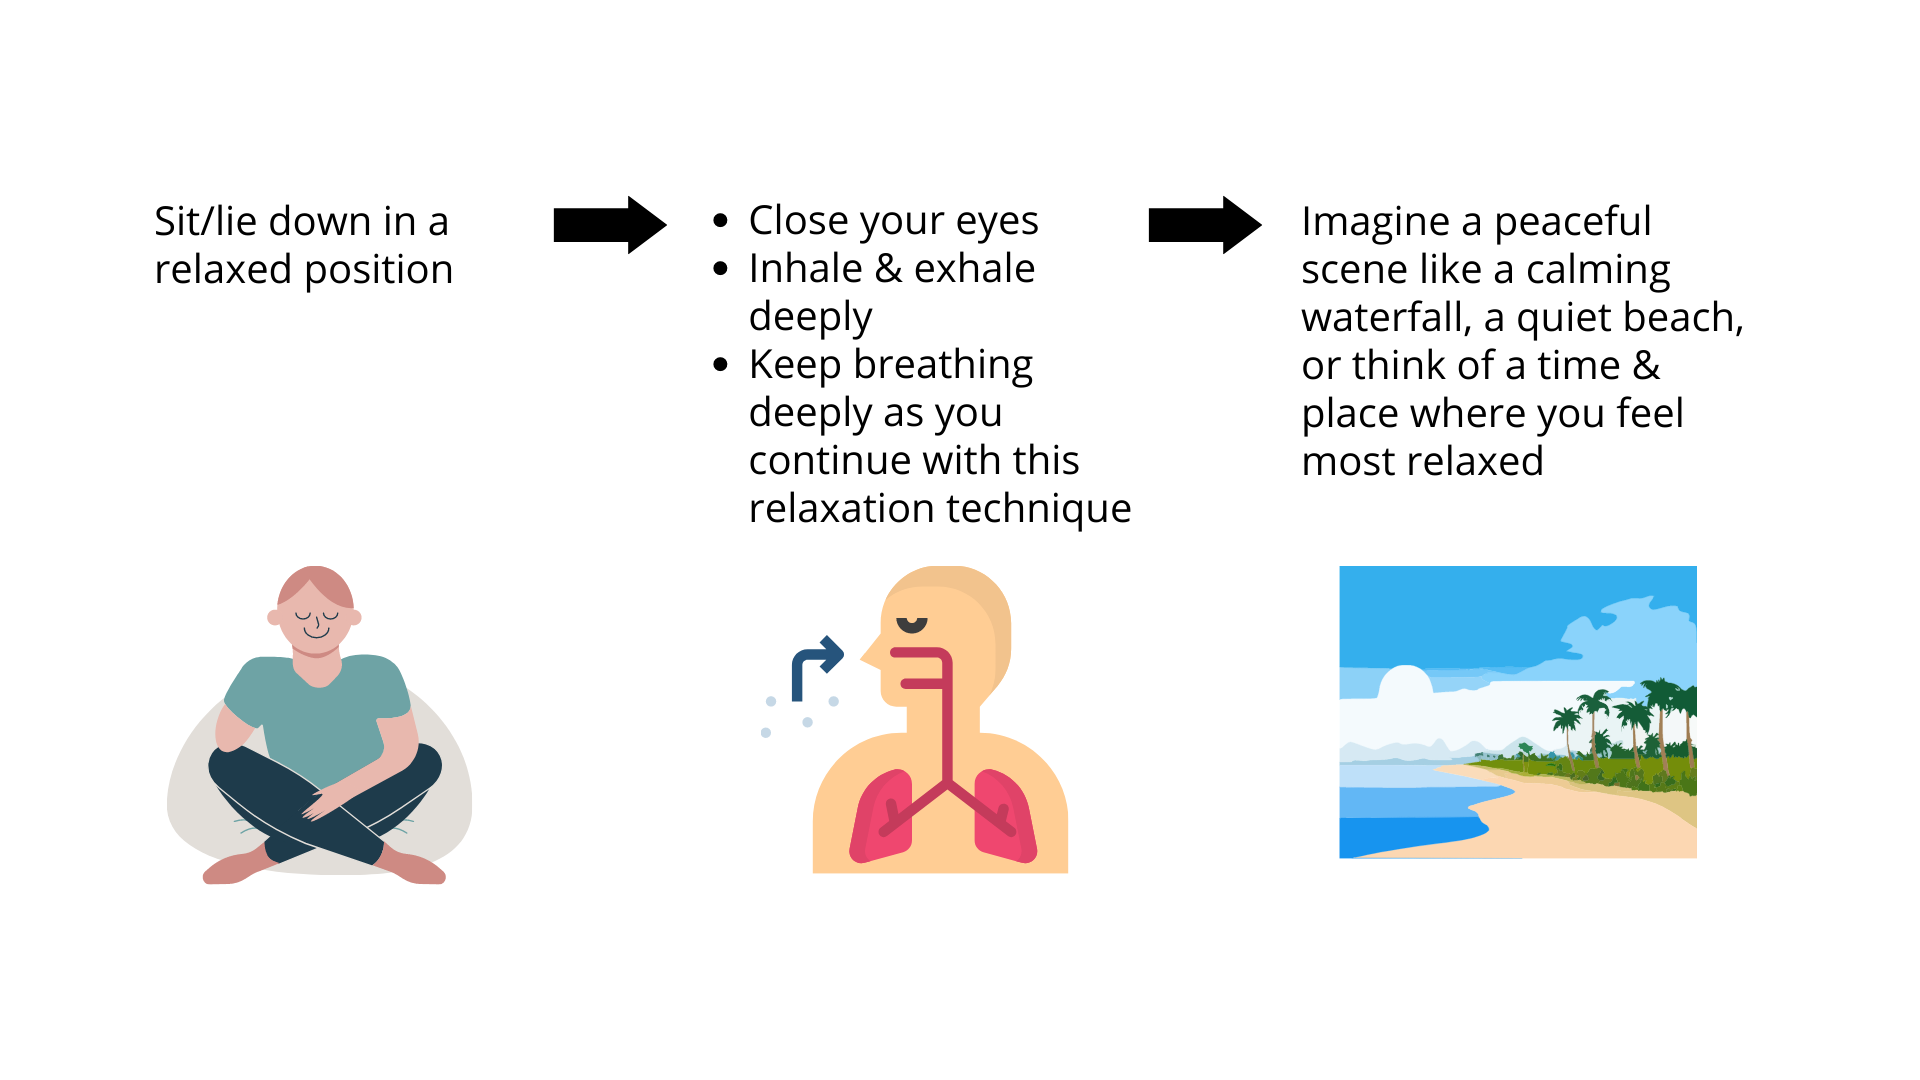 Sit/lie down in a
relaxed position
• Close your eyes
• Inhale & exhale
deeply
• Keep breathing
deeply as you
continue with this
relaxation technique
Imagine a peaceful
scene like a calming
waterfall, a quiet beach,
or think of a time &
place where you feel
most relaxed